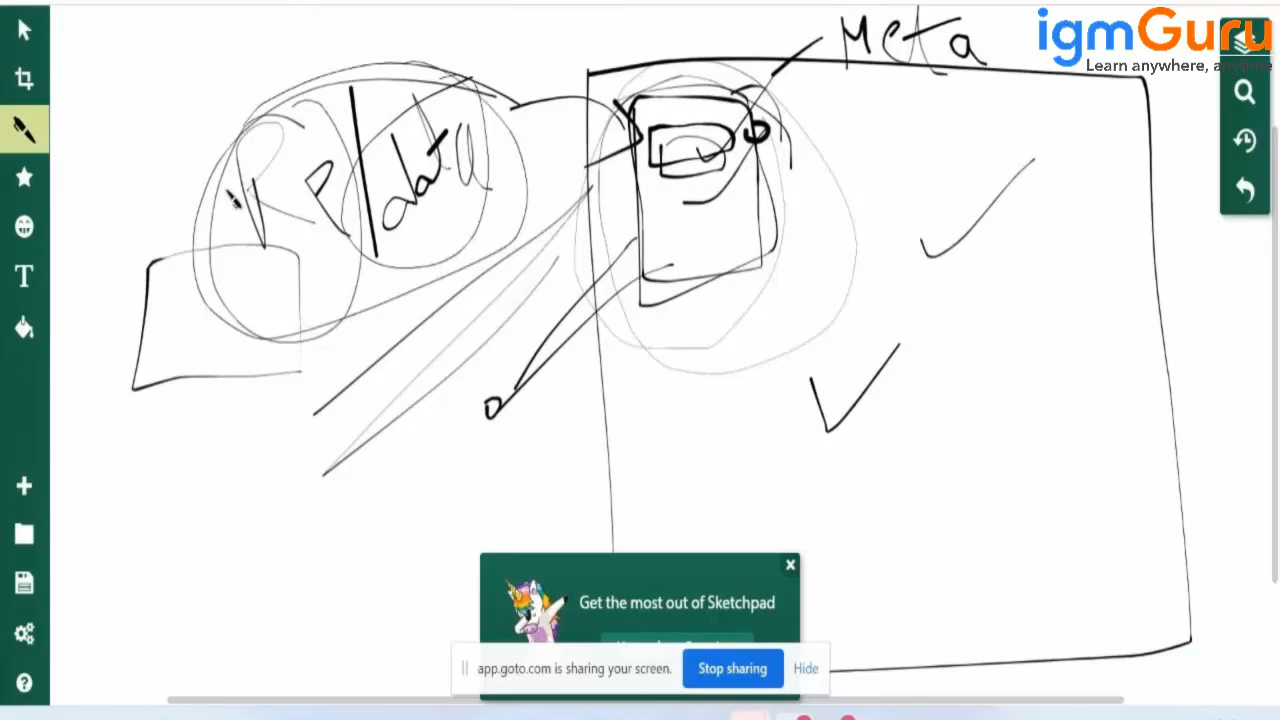 Meta
igmGuru
Learn anywhere, anytime
data
T
Get the most out of Sketchpad
app.goto.com is sharing your screen.
Stop sharing
Hide